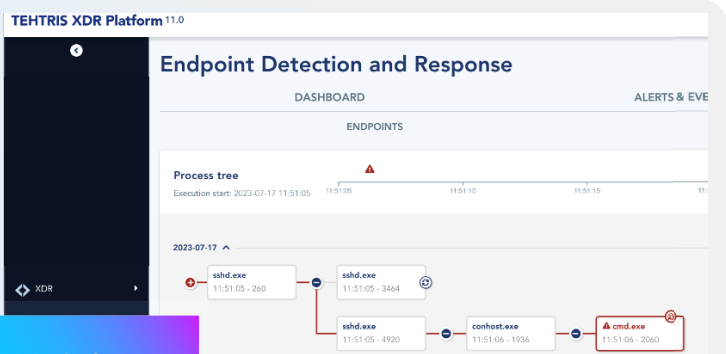 TEHTRIS XDR Platform 11.0
Endpoint Detection and Response
DASHBOARD
ALERTS & EVE
ENDPOINTS
Process tree
Execution start: 2023-07-17 11:51:05
11:51:05
11:51:10
11:51:15
11:
2023-07-17
sshd.exe
11:51:05 - 260
sshd.exe
11:51:05 - 3464
XDR
sshd.exe
11:51:05 - 4920
conhost.exe
11:51:06 - 1936
cmd.exe
11:51:06 - 2060